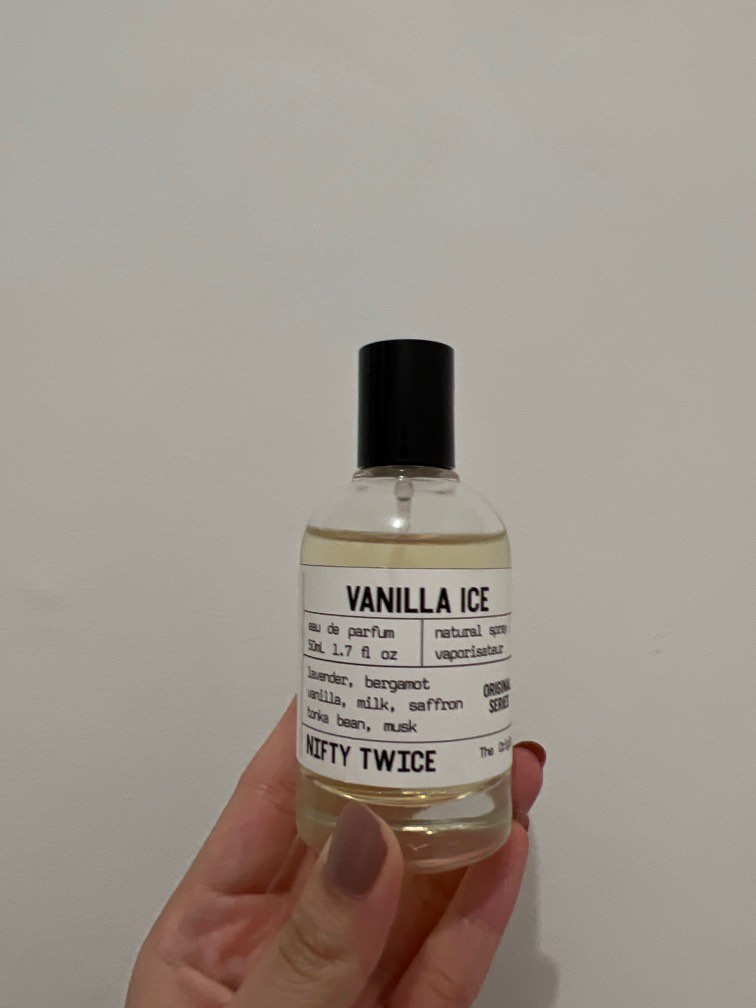 VANILLA ICE
eau de parfum
50mL 1.7 fl oz
natural spray
vaporisateur
lavender, bergamot
vanilla, milk, saffron
tonka bean, musk
ORIGINAL
SERIES
NIFTY TWICE
The